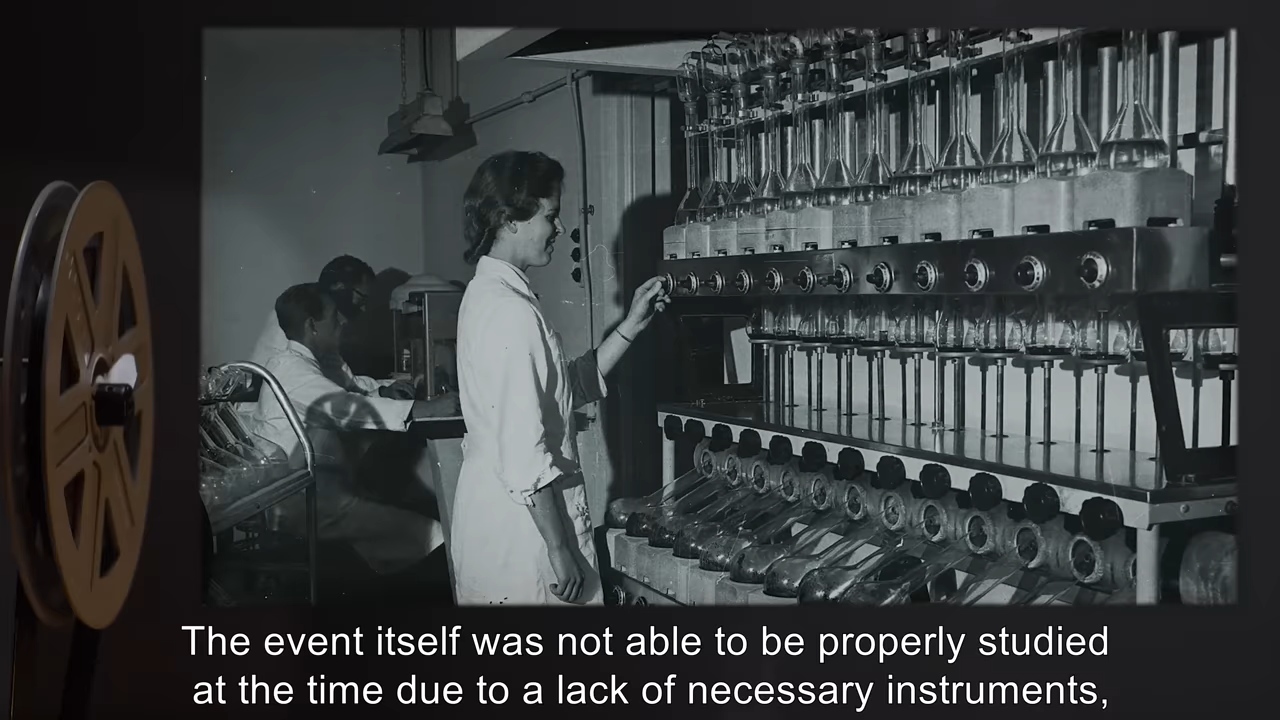 The event itself was not able to be properly studied
at the time due to a lack of necessary instruments,